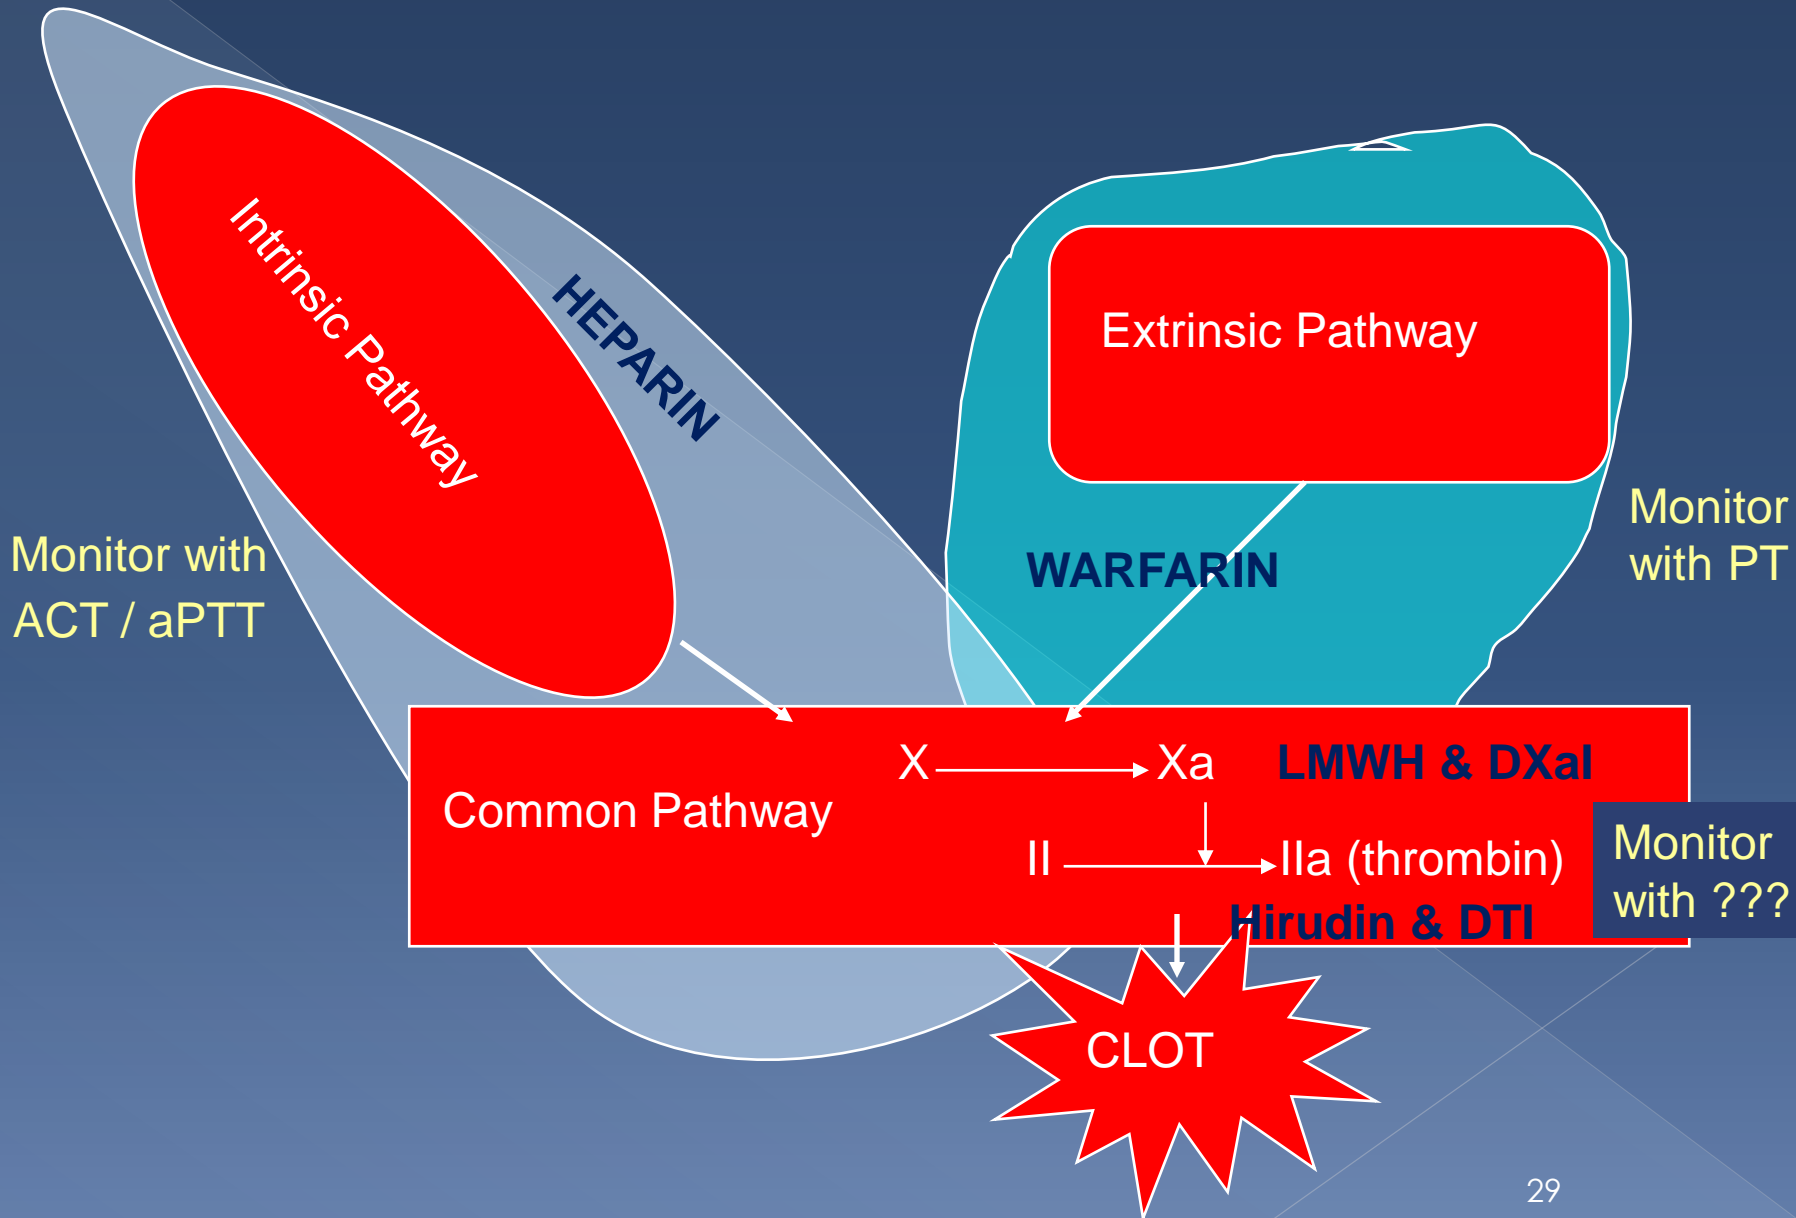 Intrinsic Pathway
HEPARIN
Extrinsic Pathway
Monitor with
ACT / aPTT
WARFARIN
Monitor
with PT
X
Xa
LMWH & DXaI
Common Pathway
II
IIa (thrombin)
Hirudin & DTI
Monitor
with ???
CLOT
29